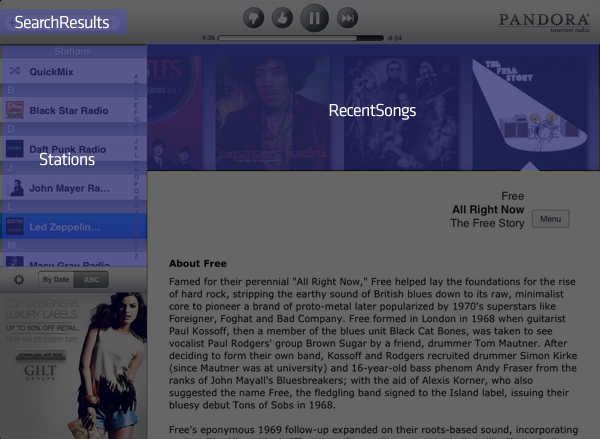 SearchResults
4:36
-0:54
PANDORA
internet radio
Stations
QuickMix
B
Black Star Radio
D
Daft Punk Radio
Stations
J
John Mayer Ra...
L
Led Zeppelin...
M
Macy Gray Radio
RecentSongs
THE FREE STORY
Free
All Right Now
The Free Story
Menu
By Date
ABC
TOP DESIGNERS.
LUXURY LABELS.
UP TO 60% OFF RETAIL.
NEW SALES EVERY DAY.
DOWNLOAD APP NOW
GILT
GROUPE
About Free
Famed for their perennial "All Right Now," Free helped lay the foundations for the rise
of hard rock, stripping the earthy sound of British blues down to its raw, minimalist
core to pioneer a brand of proto-metal later popularized by 1970's superstars like
Foreigner, Foghat and Bad Company. Free formed in London in 1968 when guitarist
Paul Kossoff, then a member of the blues unit Black Cat Bones, was taken to see
vocalist Paul Rodgers' group Brown Sugar by a friend, drummer Tom Mautner. After
deciding to form their own band, Kossoff and Rodgers recruited drummer Simon Kirke
(since Mautner was at university) and 16-year-old bass phenom Andy Fraser from the
ranks of John Mayall's Bluesbreakers; with the aid of Alexis Korner, who also
suggested the name Free, the fledgling band signed to the Island label, issuing their
bluesy debut Tons of Sobs in 1968.
Free's eponymous 1969 follow-up expanded on their roots-based sound, incorporating